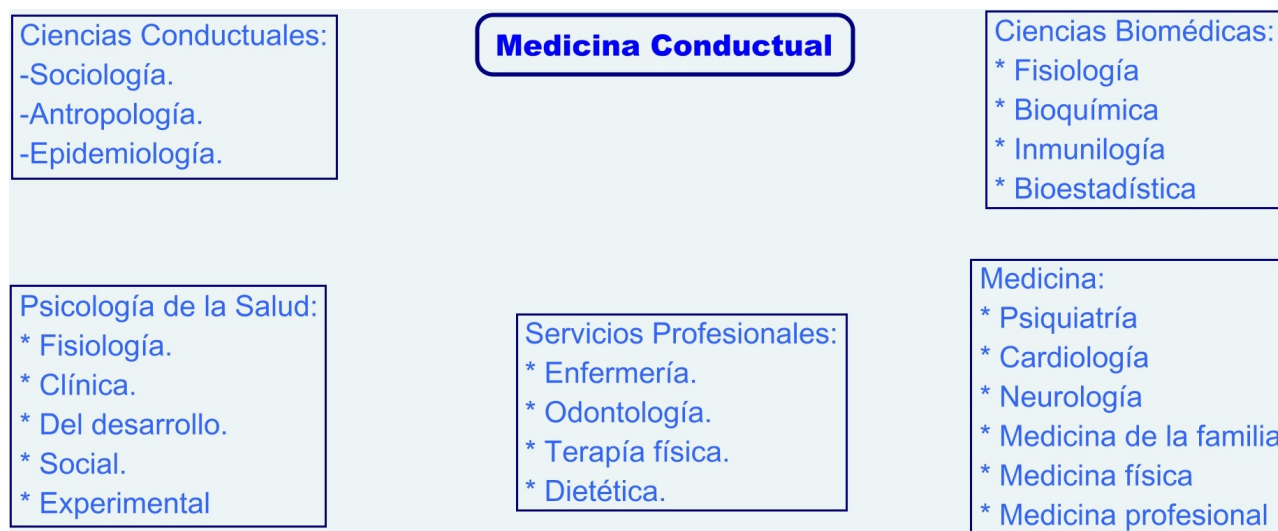 Ciencias Conductuales:
-Sociología.
-Antropología.
-Epidemiología.
Medicina Conductual
Ciencias Biomédicas:
* Fisiología
* Bioquímica
* Inmunilogía
* Bioestadística
Psicología de la Salud:
* Fisiología.
* Clínica.
* Del desarrollo.
* Social.
* Experimental
Servicios Profesionales:
* Enfermería.
* Odontología.
* Terapía física.
* Dietética.
Medicina:
* Psiquiatría
* Cardiología
* Neurología
* Medicina de la familia
* Medicina física
* Medicina profesional